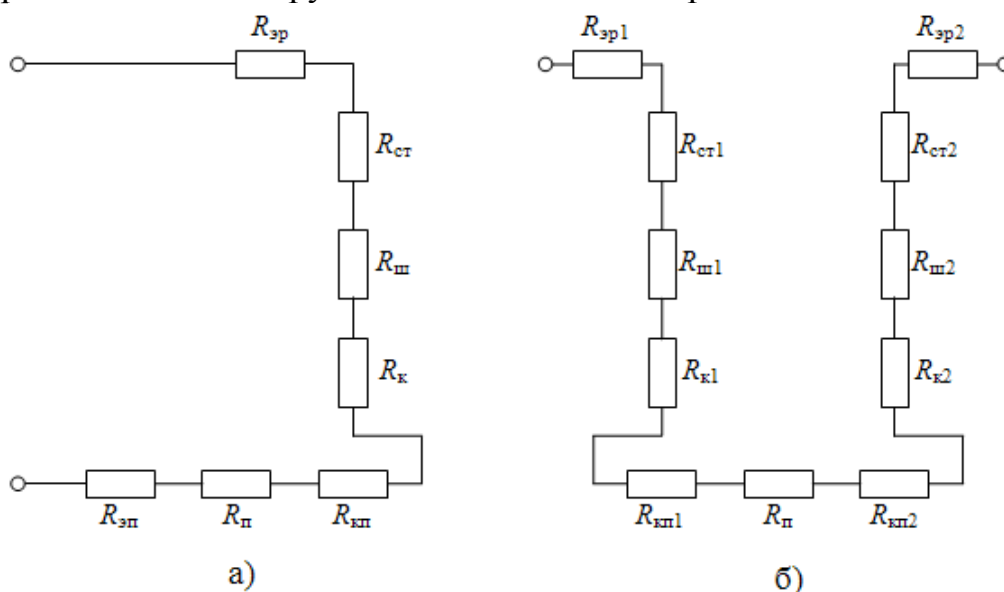 Rэр Rэр1 Rэр2
Rст Rст1 Rст2
Rш Rш1 Rш2
Rк Rк1 Rк2
Rэп Rп Rкп Rкп1 Rп Rкп2
а) б)